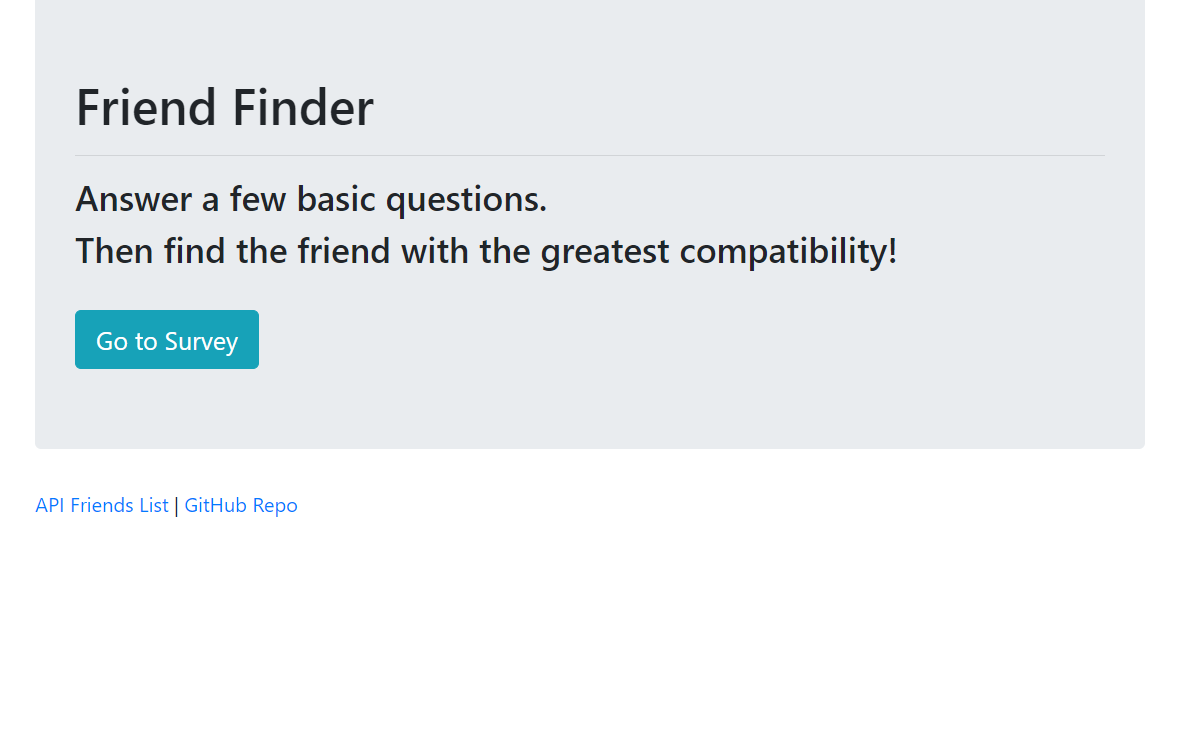 Friend Finder
Answer a few basic questions.
Then find the friend with the greatest compatibility!
Go to Survey
API Friends List | GitHub Repo